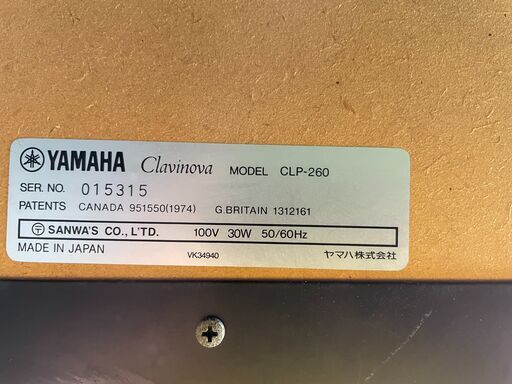 YAMAHA Clavinova MODEL CLP-260
SER. NO. 015315
PATENTS CANADA 951550(1974) G.BRITAIN 1312161
〒 SANWA'S CO., L'TD. 100V 30W 50/60Hz
MADE IN JAPAN VK34940 ヤマハ株式会社